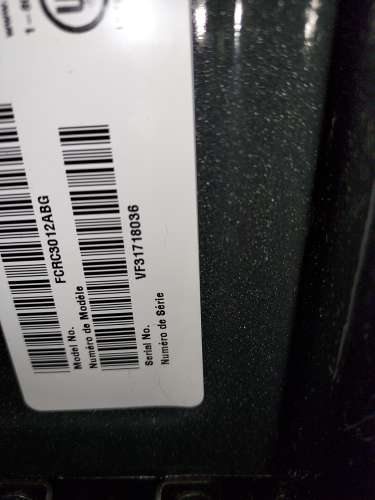 FCRC3012ABG
Model No.
Numéro de Modèle
VF31718036
Serial No.
Numéro de Série